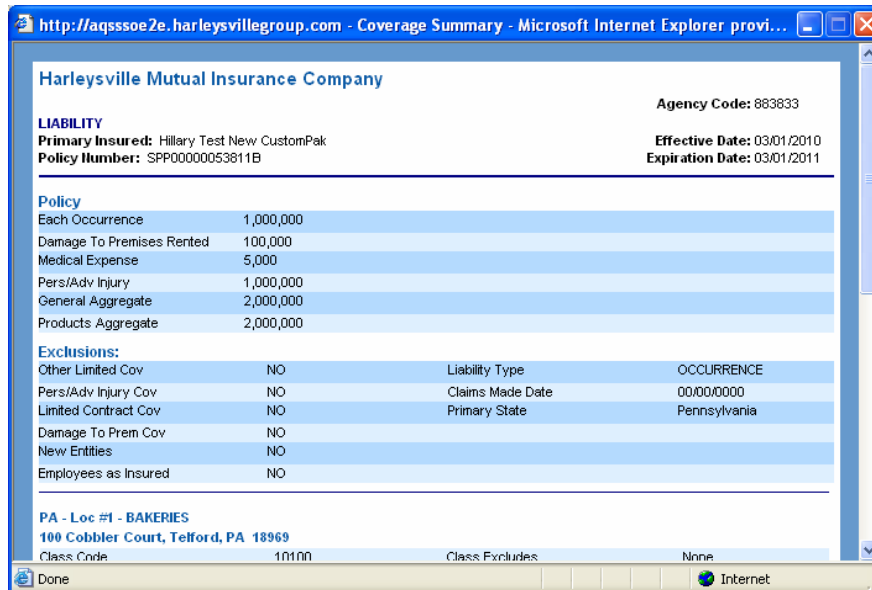 http://aqsssoe2e.harleysvillegroup.com - Coverage Summary - Microsoft Internet Explorer provi...
Harleysville Mutual Insurance Company
Agency Code: 883833
LIABILITY
Primary Insured: Hillary Test New CustomPak Effective Date: 03/01/2010
Policy Number: SPP00000053811B Expiration Date: 03/01/2011
Policy
Each Occurrence 1,000,000
Damage To Premises Rented 100,000
Medical Expense 5,000
Pers/Adv Injury 1,000,000
General Aggregate 2,000,000
Products Aggregate 2,000,000
Exclusions:
Other Limited Cov NO Liability Type OCCURRENCE
Pers/Adv Injury Cov NO Claims Made Date 00/00/0000
Limited Contract Cov NO Primary State Pennsylvania
Damage To Prem Cov NO
New Entities NO
Employees as Insured NO
PA - Loc #1 - BAKERIES
100 Cobbler Court, Telford, PA 18969
Class Code 10100 Class Excludes None
Done Internet